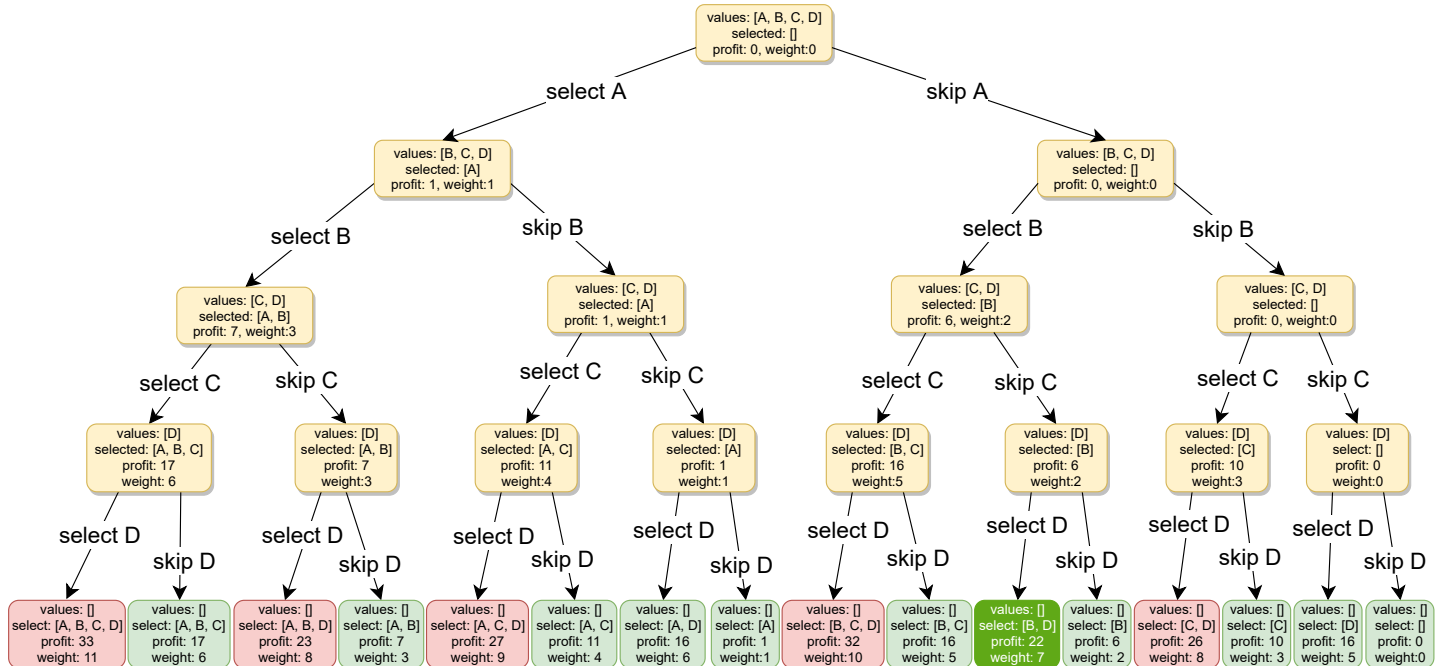 values: [A, B, C, D]
selected: []
profit: 0, weight:0
select A
skip A
values: [B, C, D]
selected: [A]
profit: 1, weight:1
values: [B, C, D]
selected: []
profit: 0, weight:0
select B
skip B
select B
skip B
values: [C, D]
selected: [A, B]
profit: 7, weight:3
values: [C, D]
selected: [A]
profit: 1, weight:1
values: [C, D]
selected: [B]
profit: 6, weight:2
values: [C, D]
selected: []
profit: 0, weight:0
select C
skip C
select C
skip C
select C
skip C
select C
skip C
values: [D]
selected: [A, B, C]
profit: 17
weight: 6
values: [D]
selected: [A, B]
profit: 7
weight:3
values: [D]
selected: [A, C]
profit: 11
weight:4
values: [D]
selected: [A]
profit: 1
weight:1
values: [D]
selected: [B, C]
profit: 16
weight:5
values: [D]
selected: [B]
profit: 6
weight:2
values: [D]
selected: [C]
profit: 10
weight:3
values: [D]
select: []
profit: 0
weight:0
select D
skip D
select D
skip D
select D
skip D
select D
skip D
select D
skip D
select D
skip D
select D
skip D
select D
skip D
values: []
select: [A, B, C, D]
profit: 33
weight: 11
values: []
select: [A, B, C]
profit: 17
weight: 6
values: []
select: [A, B, D]
profit: 23
weight: 8
values: []
select: [A, B]
profit: 7
weight: 3
values: []
select: [A, C, D]
profit: 27
weight: 9
values: []
select: [A, C]
profit: 11
weight: 4
values: []
select: [A, D]
profit: 16
weight: 6
values: []
select: [A]
profit: 1
weight:1
values: []
select: [B, C, D]
profit: 32
weight:10
values: []
select: [B, C]
profit: 16
weight: 5
values: []
select: [B, D]
profit: 22
weight: 7
values: []
select: [B]
profit: 6
weight: 2
values: []
select: [C, D]
profit: 26
weight: 8
values: []
select: [C]
profit: 10
weight: 3
values: []
select: [D]
profit: 16
weight: 5
values: []
select: []
profit: 0
weight:0